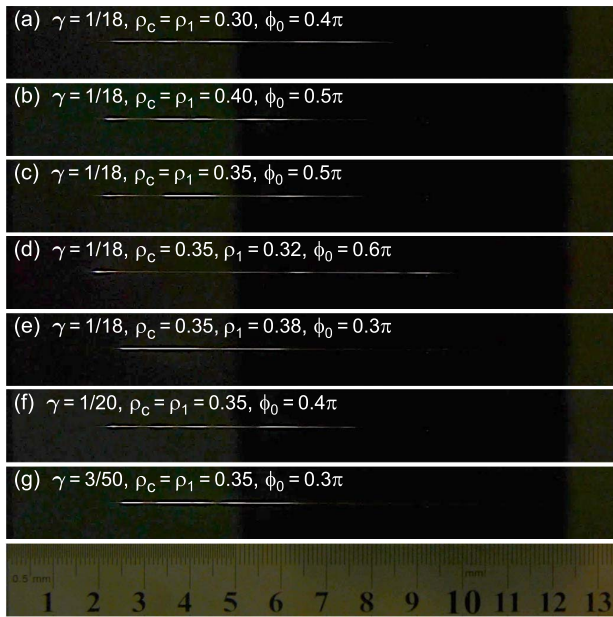 (a) γ = 1/18, ρc = ρ1 = 0.30, ϕ0 = 0.4π
(b) γ = 1/18, ρc = ρ1 = 0.40, ϕ0 = 0.5π
(c) γ = 1/18, ρc = ρ1 = 0.35, ϕ0 = 0.5π
(d) γ = 1/18, ρc = 0.35, ρ1 = 0.32, ϕ0 = 0.6π
(e) γ = 1/18, ρc = 0.35, ρ1 = 0.38, ϕ0 = 0.3π
(f) γ = 1/20, ρc = ρ1 = 0.35, ϕ0 = 0.4π
(g) γ = 3/50, ρc = ρ1 = 0.35, ϕ0 = 0.3π
0.5 mm mm
1 2 3 4 5 6 7 8 9 10 11 12 13